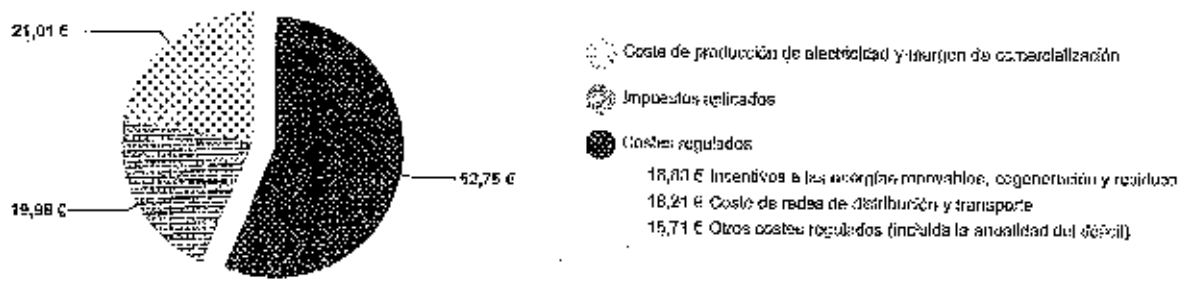 21,01 €
Coste de producción de electricidad y margen de comercialización
Impuestos aplicados
Costes regulados
52,75 €
18,83 € Incentivos a las energías renovables, cogeneración y residuos
19,98 €
18,21 € Coste de redes de distribución y transporte
15,71 € Otros costes regulados (incluida la anualidad del déficit)